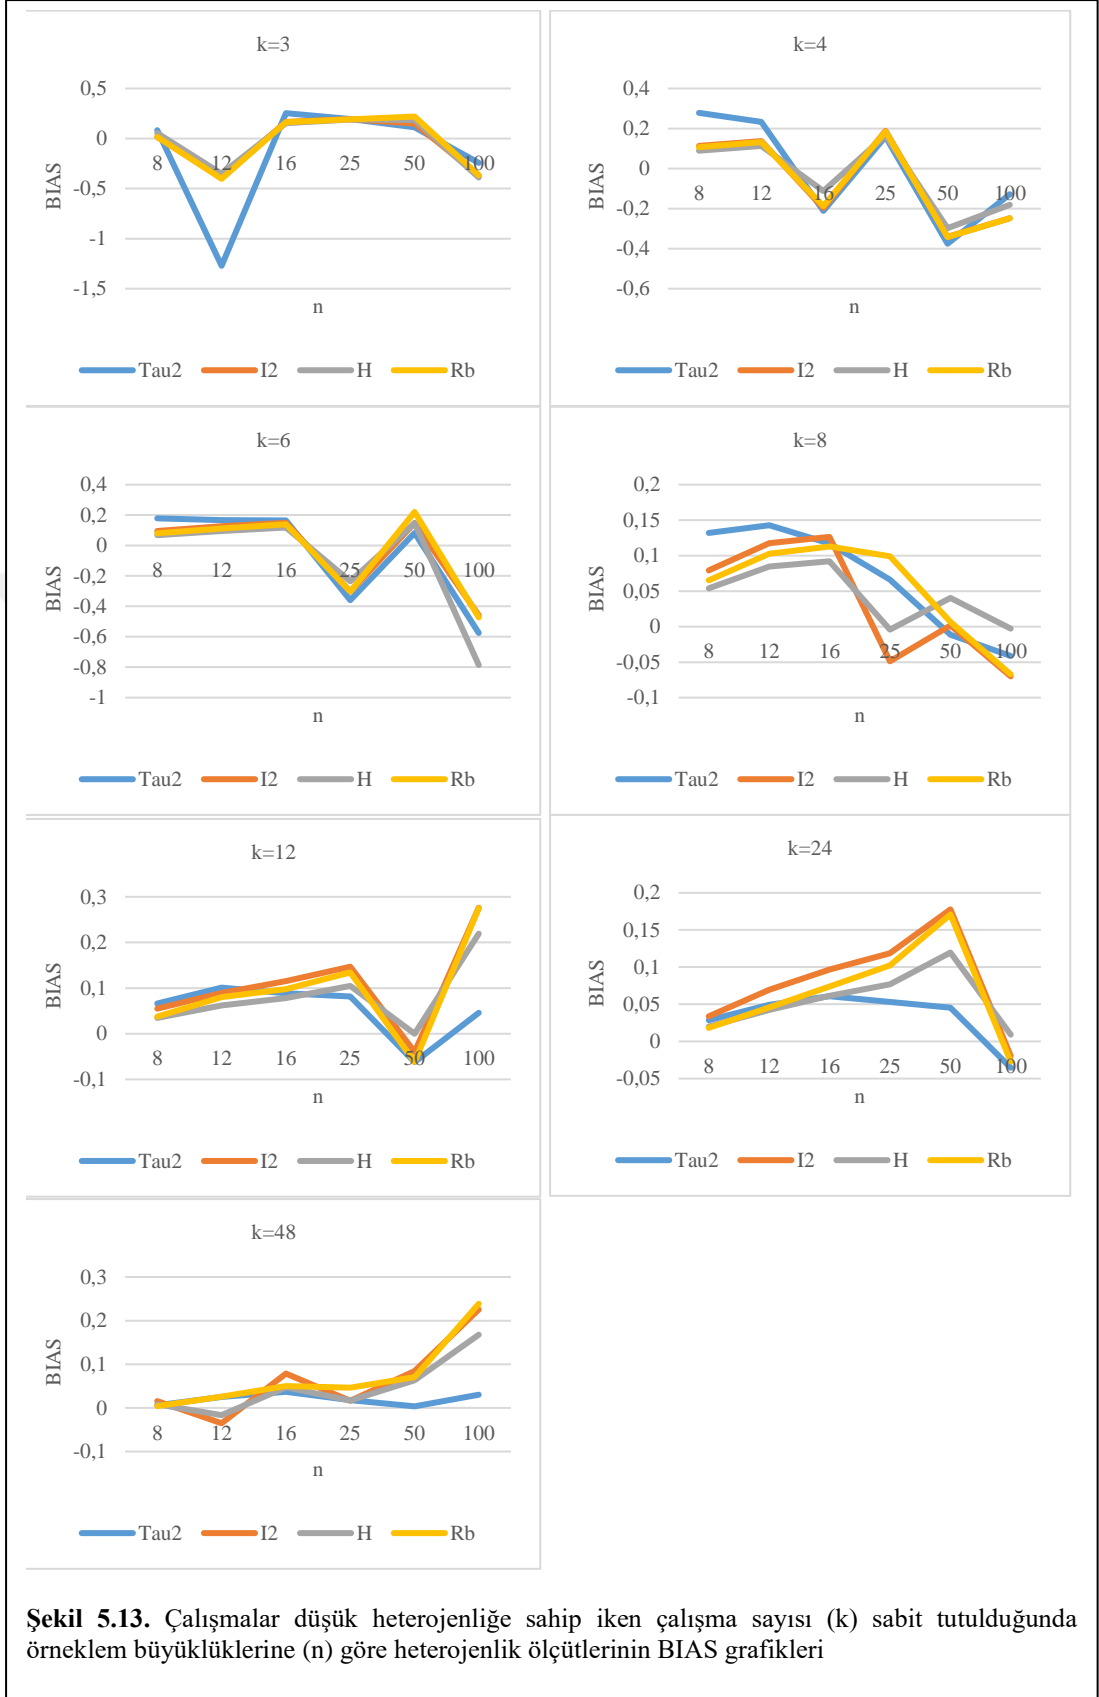 k=3
0,5
0
-0,5
-1
-1,5
BIAS
8 12 16 25 50 100
n
Tau2 I2 H Rb
k=4
0,4
0,2
0
-0,2
-0,4
-0,6
BIAS
8 12 16 25 50 100
n
Tau2 I2 H Rb
k=6
0,4
0,2
0
-0,2
-0,4
-0,6
-0,8
-1
BIAS
8 12 16 25 50 100
n
Tau2 I2 H Rb
k=8
0,2
0,15
0,1
0,05
0
-0,05
-0,1
BIAS
8 12 16 25 50 100
n
Tau2 I2 H Rb
k=12
0,3
0,2
0,1
0
-0,1
BIAS
8 12 16 25 50 100
n
Tau2 I2 H Rb
k=24
0,2
0,15
0,1
0,05
0
-0,05
BIAS
8 12 16 25 50 100
n
Tau2 I2 H Rb
k=48
0,3
0,2
0,1
0
-0,1
BIAS
8 12 16 25 50 100
n
Tau2 I2 H Rb
Şekil 5.13. Çalışmalar düşük heterojenliğe sahip iken çalışma sayısı (k) sabit tutulduğunda
örneklem büyüklüklerine (n) göre heterojenlik ölçütlerinin BIAS grafikleri